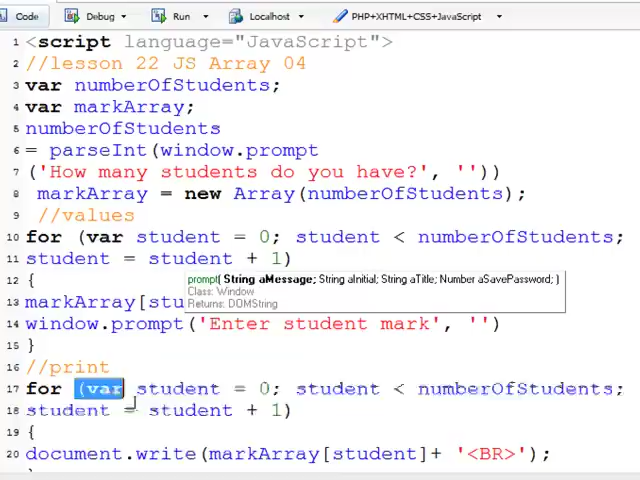 Code Debug Run Localhost PHP+XHTML+CSS+JavaScript
1 <script language="JavaScript">
2 //lesson 22 JS Array 04
3 var numberOfStudents;
4 var markArray;
5 numberOfStudents
6 = parseInt(window.prompt
7 ('How many students do you have?', ''))
8 markArray = new Array(numberOfStudents);
9 //values
10 for (var student = 0; student < numberOfStudents;
11 student = student + 1)
12 {
prompt( String aMessage; String aInitial; String aTitle; Number aSavePassword; )
Class: Window
Returns: DOMString
13 markArray[stu
14 window.prompt('Enter student mark', '')
15 }
16 //print
17 for (var student = 0; student < numberOfStudents;
18 student = student + 1)
19 {
20 document.write(markArray[student]+ '<BR>');